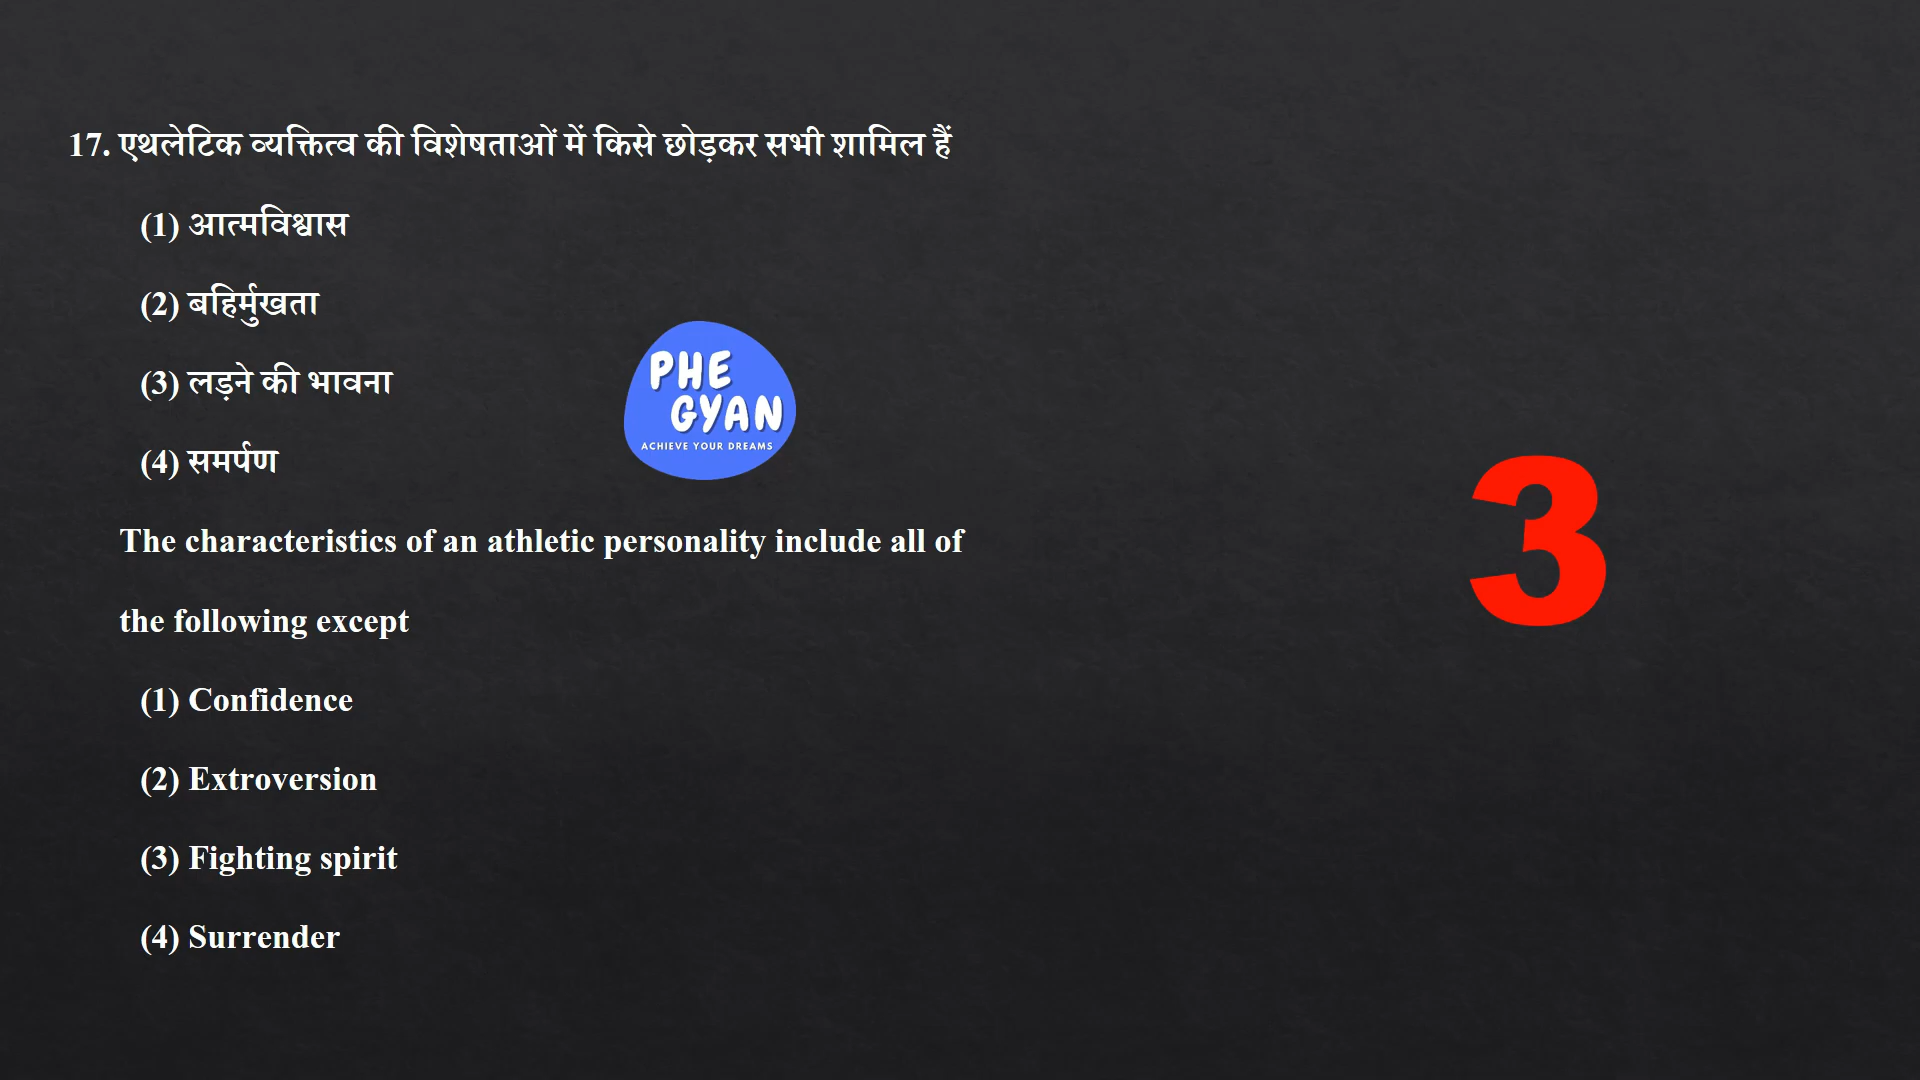 17. एथलेटिक व्यक्तित्व की विशेषताओं में किसे छोड़कर सभी शामिल हैं
(1) आत्मविश्वास
(2) बहिर्मुखता
(3) लड़ने की भावना
(4) समर्पण
PHE
GYAN
ACHIEVE YOUR DREAMS
3
The characteristics of an athletic personality include all of
the following except
(1) Confidence
(2) Extroversion
(3) Fighting spirit
(4) Surrender